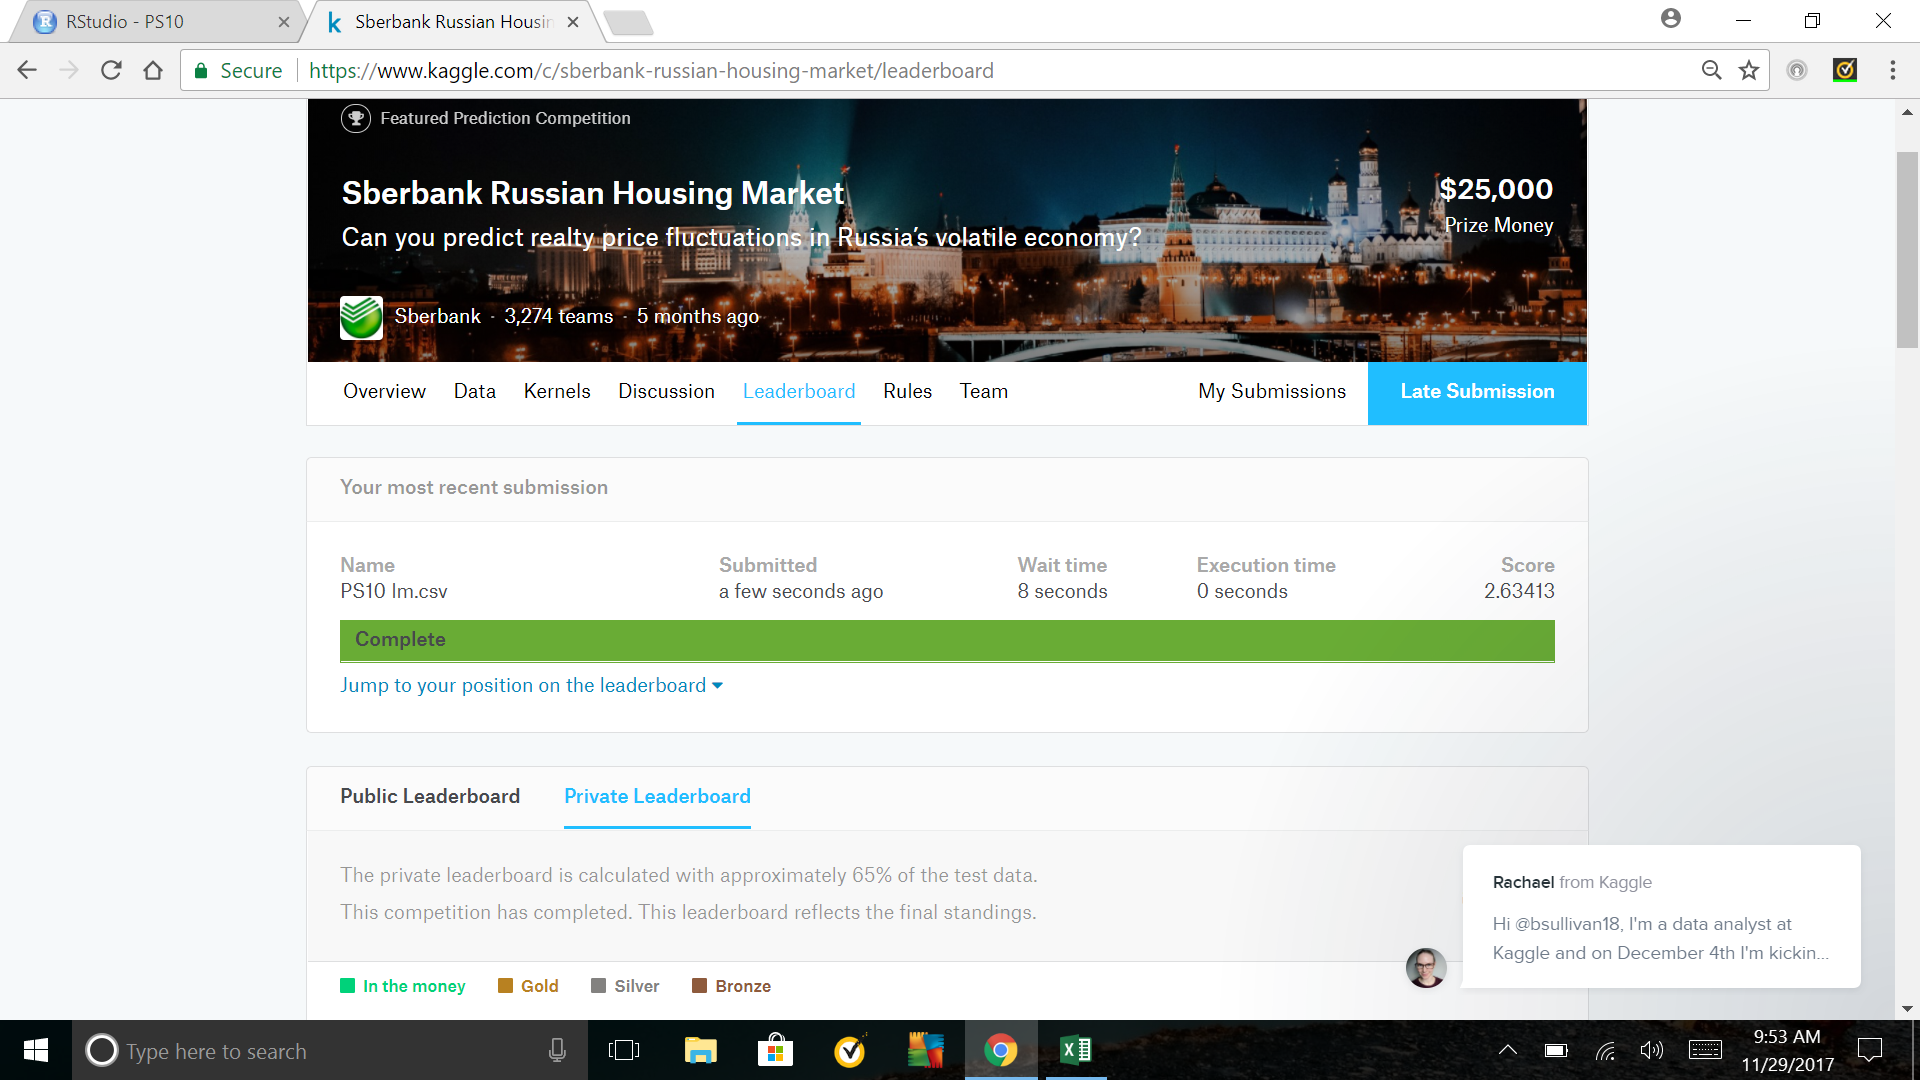 RStudio - PS10
Sberbank Russian Housin
Secure
https://www.kaggle.com/c/sberbank-russian-housing-market/leaderboard
Featured Prediction Competition
Sberbank Russian Housing Market
$25,000
Can you predict realty price fluctuations in Russia's volatile economy?
Prize Money
Sberbank · 3,274 teams · 5 months ago
Overview Data Kernels Discussion Leaderboard Rules Team My Submissions Late Submission
Your most recent submission
Name Submitted Wait time Execution time Score
PS10 lm.csv a few seconds ago 8 seconds 0 seconds 2.63413
Complete
Jump to your position on the leaderboard
Public Leaderboard Private Leaderboard
The private leaderboard is calculated with approximately 65% of the test data.
This competition has completed. This leaderboard reflects the final standings.
Rachael from Kaggle
Hi @bsullivan18, I'm a data analyst at
Kaggle and on December 4th I'm kickin...
In the money Gold Silver Bronze
Type here to search
9:53 AM
11/29/2017